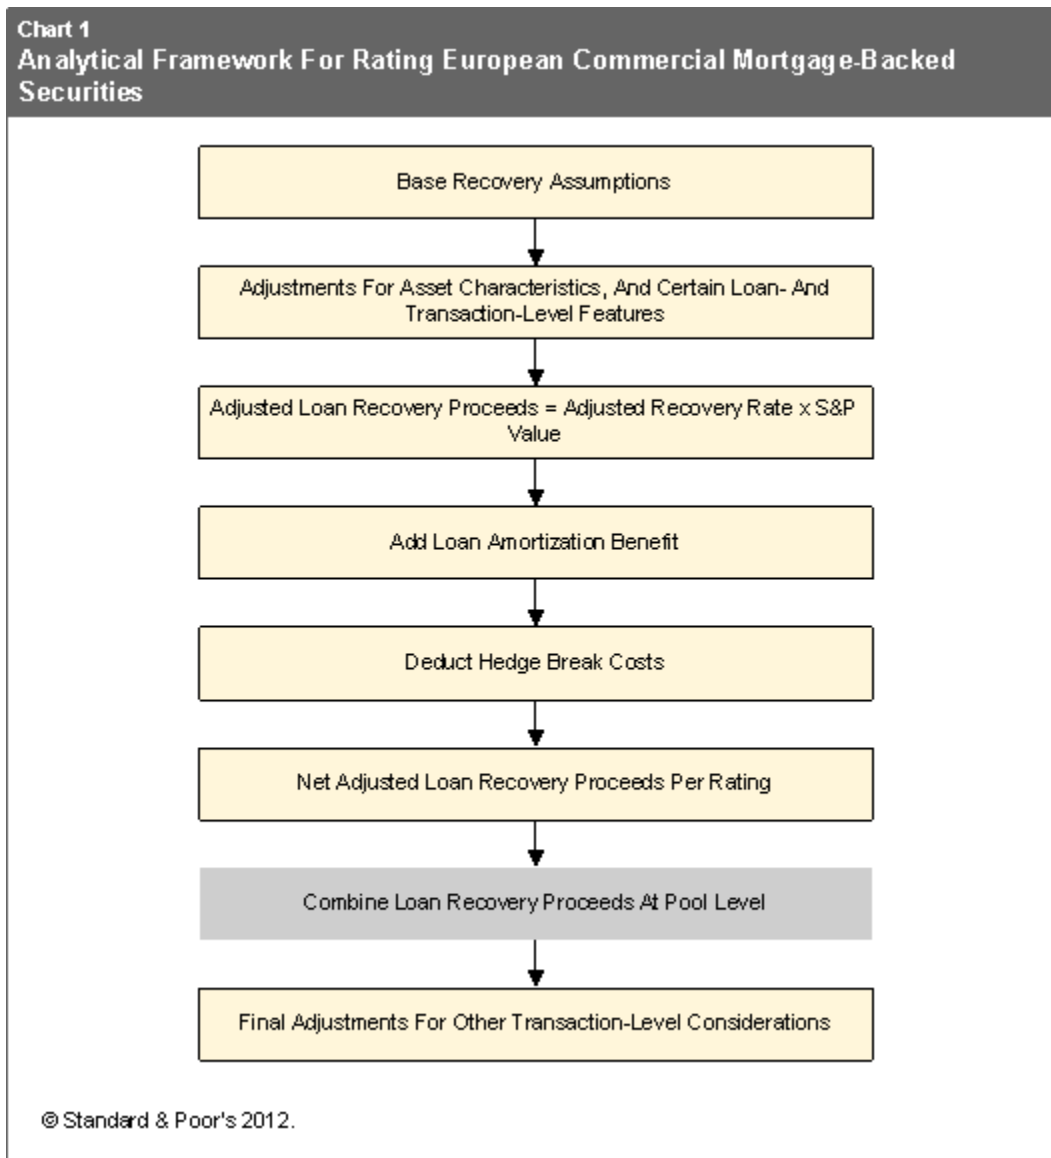 Chart 1
Analytical Framework For Rating European Commercial Mortgage-Backed
Securities
Base Recovery Assumptions
Adjustments For Asset Characteristics, And Certain Loan- And
Transaction-Level Features
Adjusted Loan Recovery Proceeds = Adjusted Recovery Rate x S&P
Value
Add Loan Amortization Benefit
Deduct Hedge Break Costs
Net Adjusted Loan Recovery Proceeds Per Rating
Combine Loan Recovery Proceeds At Pool Level
Final Adjustments For Other Transaction-Level Considerations
© Standard & Poor's 2012.